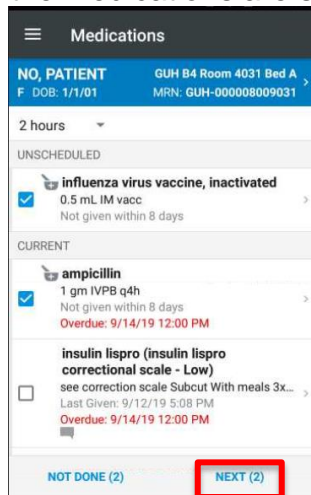 Medications
NO, PATIENT
GUH B4 Room 4031 Bed A
F DOB: 1/1/01
MRN: GUH-000008009031
2 hours
UNSCHEDULED
influenza virus vaccine, inactivated
0.5 mL IM vacc
Not given within 8 days
CURRENT
ampicillin
1 gm IVPB q4h
Not given within 8 days
Overdue: 9/14/19 12:00 PM
insulin lispro (insulin lispro
correctional scale - Low)
see correction scale Subcut With meals 3x...
Last Given: 9/12/19 5:08 PM
Overdue: 9/14/19 12:00 PM
NOT DONE (2)
NEXT (2)